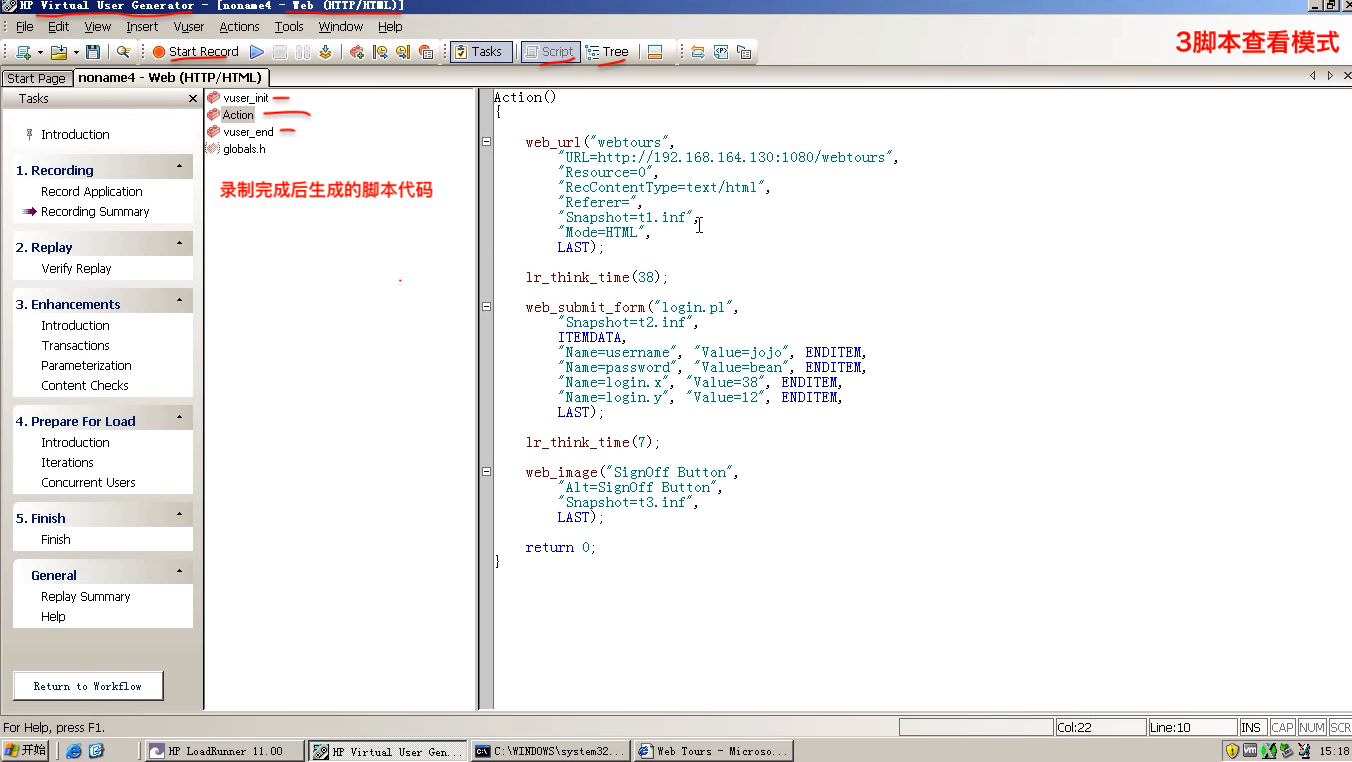 HP Virtual User Generator - [noname4 - Web (HTTP/HTML)]
File Edit View Insert Vuser Actions Tools Window Help
Start Record Tasks Script Tree
3脚本查看模式
Start Page noname4 - Web (HTTP/HTML)
Tasks
Introduction
1. Recording
Record Application
Recording Summary
2. Replay
Verify Replay
3. Enhancements
Introduction
Transactions
Parameterization
Content Checks
4. Prepare For Load
Introduction
Iterations
Concurrent Users
5. Finish
Finish
General
Replay Summary
Help
Return to Workflow
vuser_init
Action
vuser_end
globals.h
录制完成后生成的脚本代码
Action()
{
web_url("webtours",
"URL=http://192.168.164.130:1080/webtours",
"Resource=0",
"RecContentType=text/html",
"Referer=",
"Snapshot=t1.inf",
"Mode=HTML",
LAST);
lr_think_time(38);
web_submit_form("login.pl",
"Snapshot=t2.inf",
ITEMDATA,
"Name=username", "Value=jojo", ENDITEM,
"Name=password", "Value=bean", ENDITEM,
"Name=login.x", "Value=38", ENDITEM,
"Name=login.y", "Value=12", ENDITEM,
LAST);
lr_think_time(7);
web_image("SignOff Button",
"Alt=SignOff Button",
"Snapshot=t3.inf",
LAST);
return 0;
}
For Help, press F1.
Col:22 Line:10 INS CAP NUM SCR
开始 HP LoadRunner 11.00 HP Virtual User Gen... C:\WINDOWS\system32... Web Tours - Microso... 15:18